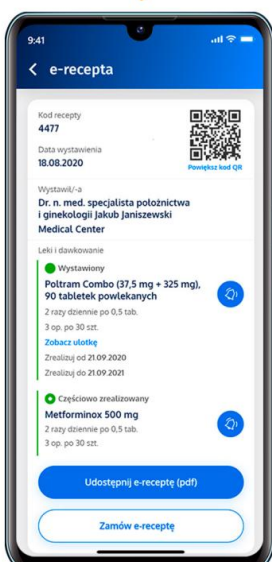 9:41
e-recepta
Kod recepty
4477
Data wystawienia
18.08.2020
Powiększ kod QR
Wystawił/-a
Dr. n. med. specjalista położnictwa
i ginekologii Jakub Janiszewski
Medical Center
Leki i dawkowanie
Wystawiony
Poltram Combo (37,5 mg + 325 mg),
90 tabletek powlekanych
2 razy dziennie po 0,5 tab.
3 op. po 30 szt.
Zobacz ulotkę
Zrealizuj od 21.09.2020
Zrealizuj do 21.09.2021
Częściowo zrealizowany
Metforminox 500 mg
2 razy dziennie po 0,5 tab.
3 op. po 30 szt.
Udostępnij e-receptę (pdf)
Zamów e-receptę